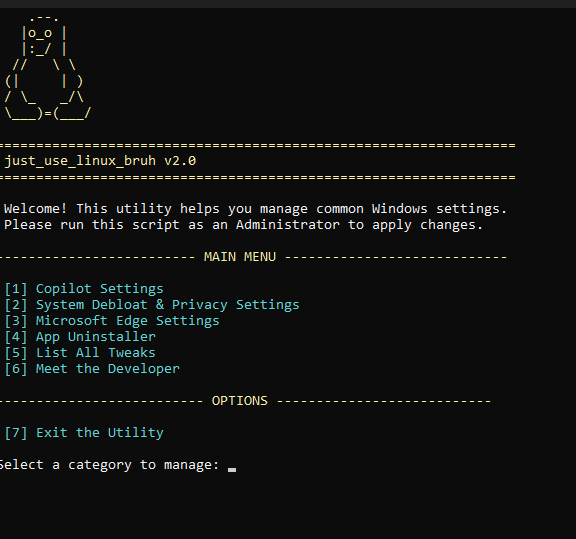 .--.
   |o_o |
   |:_/ |
  //   \ \
 (|     | )
 / \_   _/\
 \___)=(___/
=================================================================
just_use_linux_bruh v2.0
=================================================================
Welcome! This utility helps you manage common Windows settings.
Please run this script as an Administrator to apply changes.
------------------------- MAIN MENU ----------------------------
[1] Copilot Settings
[2] System Debloat & Privacy Settings
[3] Microsoft Edge Settings
[4] App Uninstaller
[5] List All Tweaks
[6] Meet the Developer
-------------------------- OPTIONS ---------------------------
[7] Exit the Utility
Select a category to manage: _